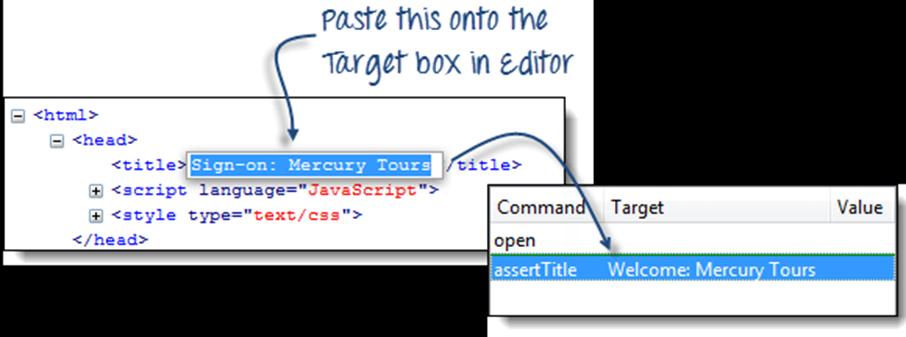 Paste this onto the
Target box in Editor
<html>
<head>
<title>Sign-on: Mercury Tours/title>
<script language="JavaScript">
<style type="text/css">
</head>
Command Target Value
open
assertTitle Welcome: Mercury Tours